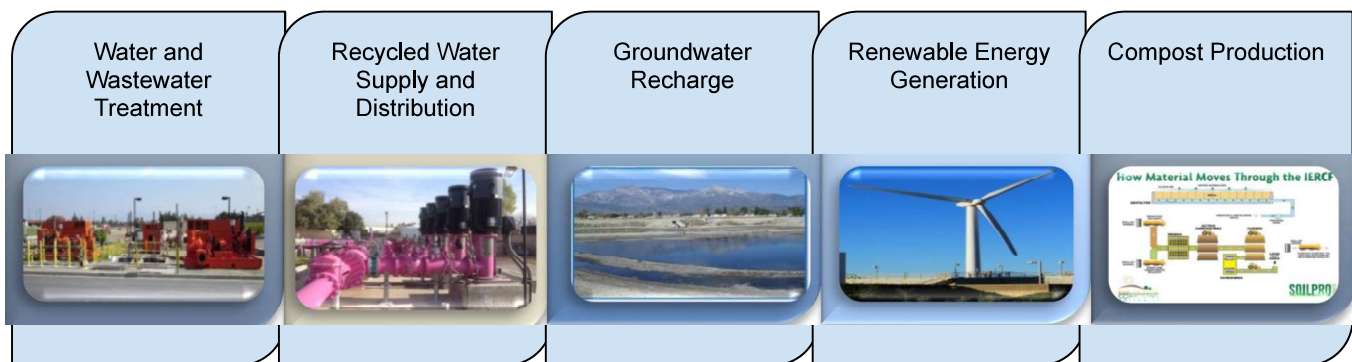 Water and
Wastewater
Treatment
Recycled Water
Supply and
Distribution
Groundwater
Recharge
Renewable Energy
Generation
Compost Production
How Material Moves Through the IERCF
SOILPRO